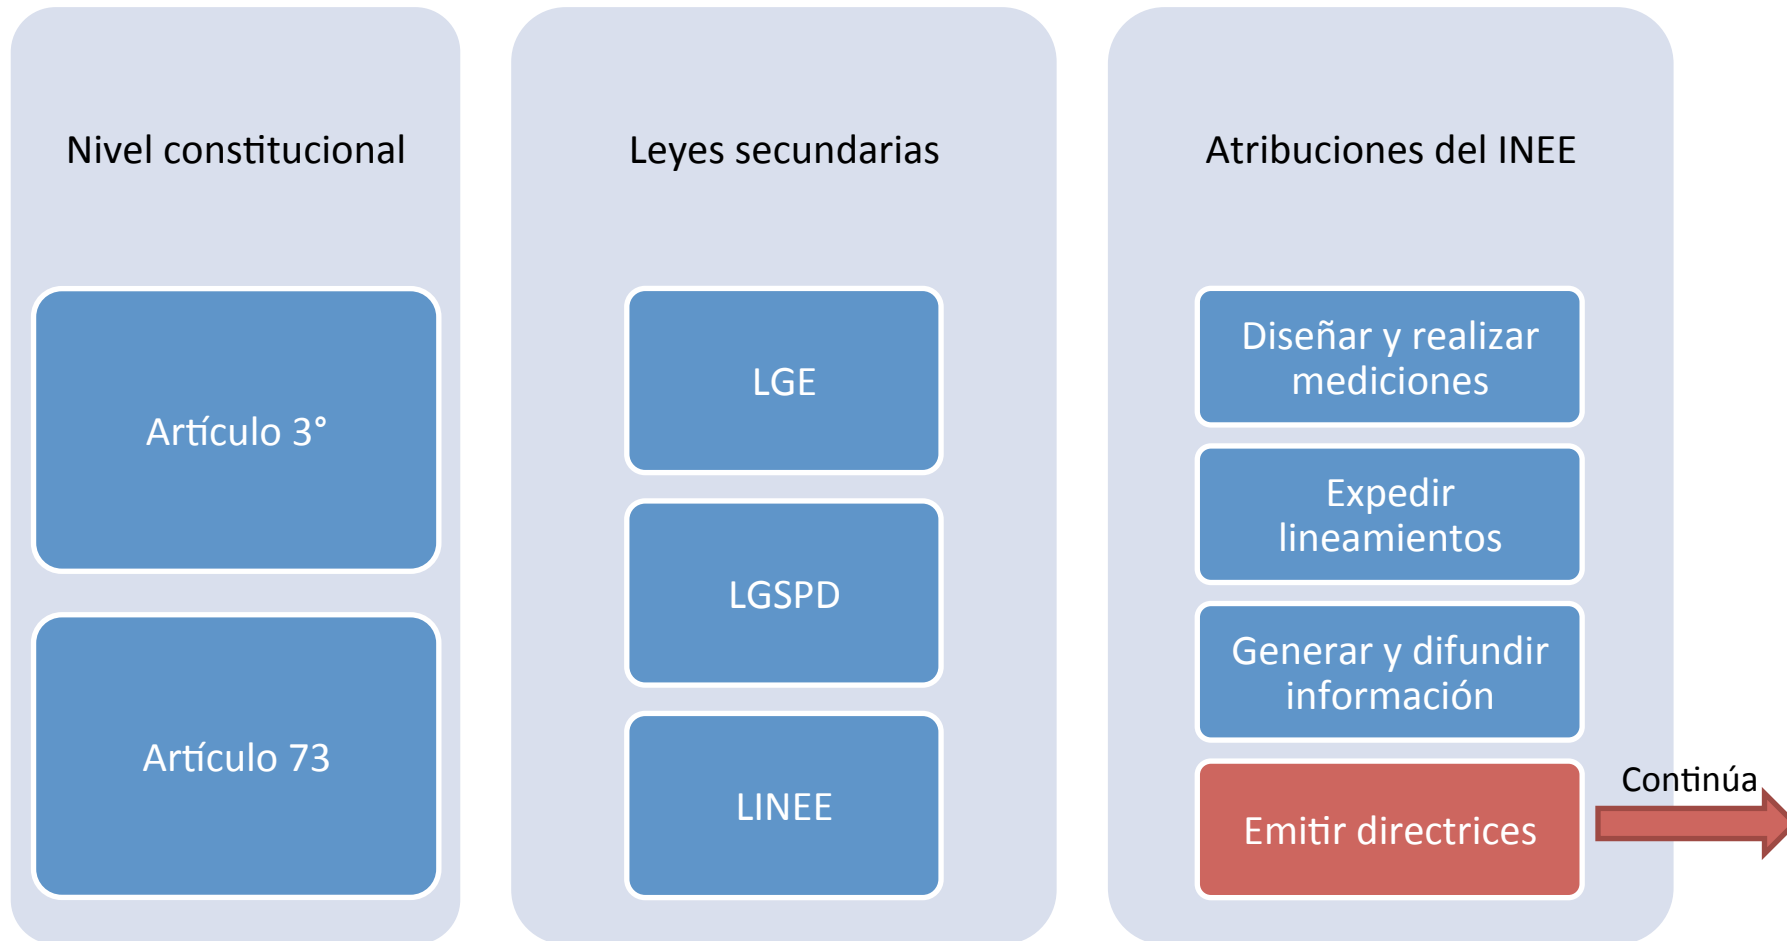 Nivel constitucional
Artículo 3°
Artículo 73
Leyes secundarias
LGE
LGSPD
LINEE
Atribuciones del INEE
Diseñar y realizar
mediciones
Expedir
lineamientos
Generar y difundir
información
Emitir directrices
Continúa